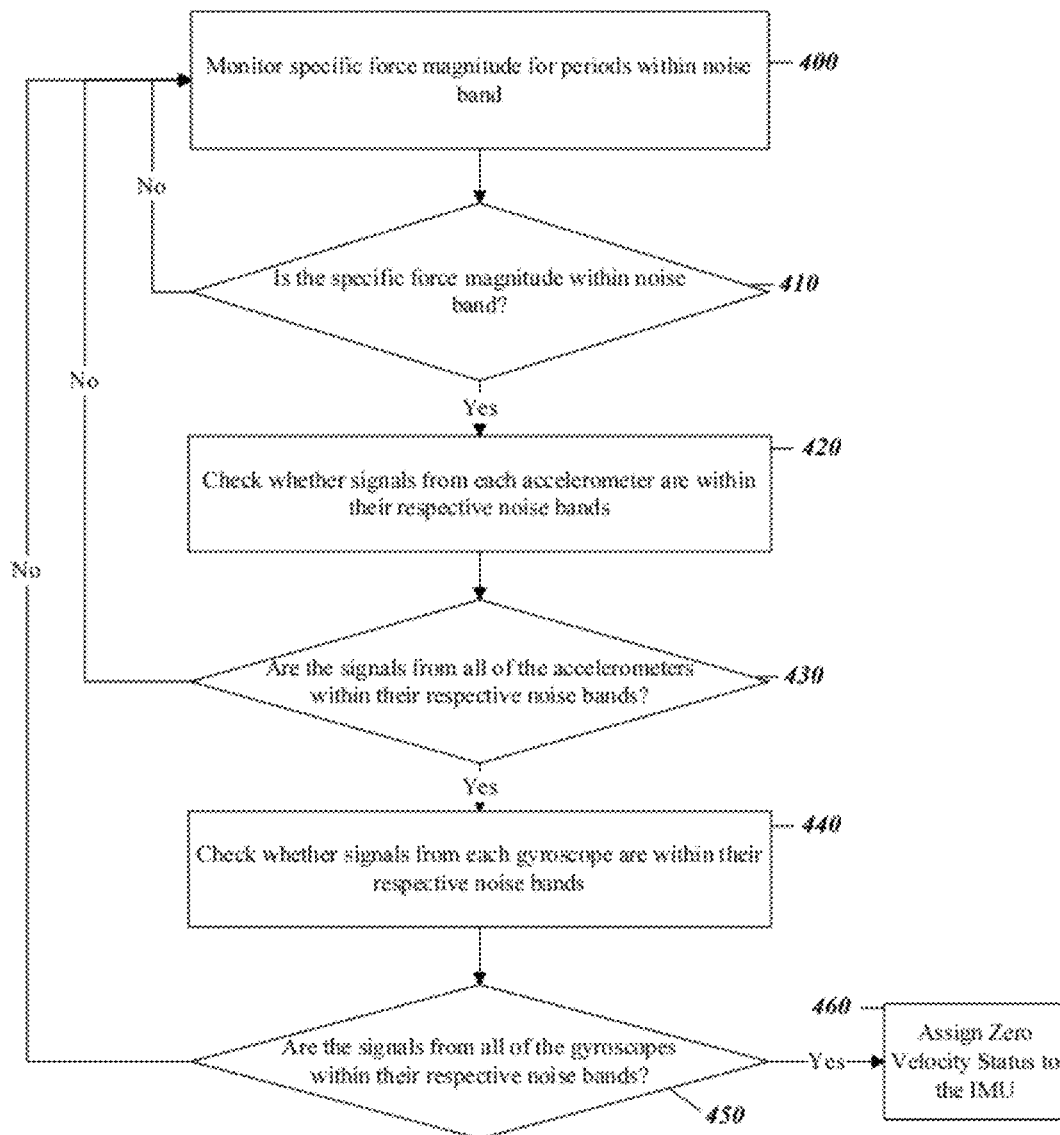 Monitor specific force magnitude for periods within noise
band
400
No
Is the specific force magnitude within noise
band?
410
No
Yes
420
Check whether signals from each accelerometer are within
their respective noise bands
No
Are the signals from all of the accelerometers
within their respective noise bands?
430
Yes
440
Check whether signals from each gyroscope are within their
respective noise bands
460
Are the signals from all of the gyroscopes
within their respective noise bands?
Yes
Assign Zero
Velocity Status to
the IMU
450